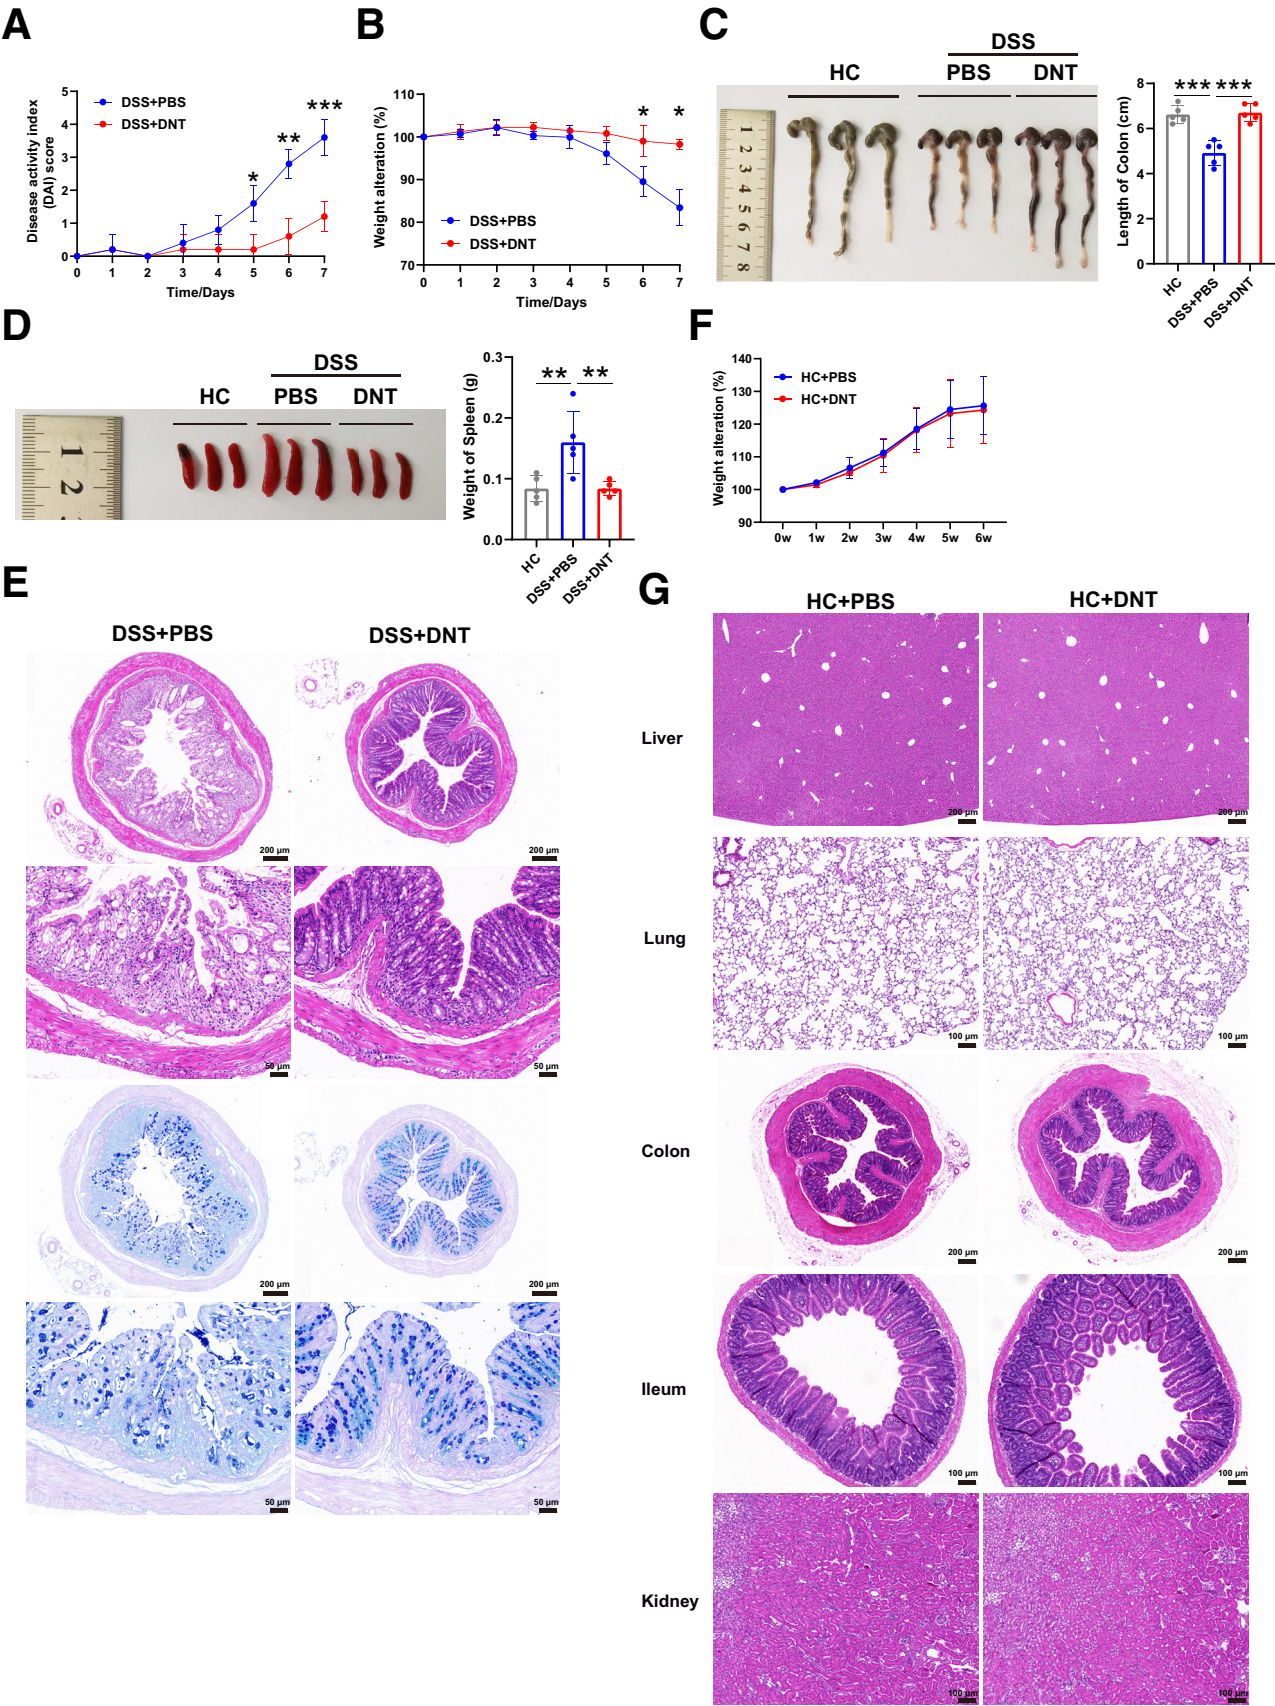 A
Disease activity index
(DAI) score
5
4
3
2
1
0
DSS+PBS
DSS+DNT
*
**
***
0 1 2 3 4 5 6 7
Time/Days
B
Weight alteration (%)
110
100
90
80
70
*
*
DSS+PBS
DSS+DNT
0 1 2 3 4 5 6 7
Time/Days
C
DSS
HC PBS DNT
1 2 3 4 5 6 7 8
Length of Colon (cm)
8
6
4
2
0
*** ***
HC
DSS+PBS
DSS+DNT
D
DSS
HC PBS DNT
1 2
Weight of Spleen (g)
0.3
0.2
0.1
0.0
** **
HC
DSS+PBS
DSS+DNT
F
Weight alteration (%)
140
130
120
110
100
90
HC+PBS
HC+DNT
0w 1w 2w 3w 4w 5w 6w
E
DSS+PBS DSS+DNT
200 μm 200 μm
50 μm 50 μm
200 μm 200 μm
50 μm 50 μm
G
HC+PBS HC+DNT
Liver
200 μm 200 μm
Lung
100 μm 100 μm
Colon
200 μm 200 μm
Ileum
100 μm 100 μm
Kidney
100 μm 100 μm